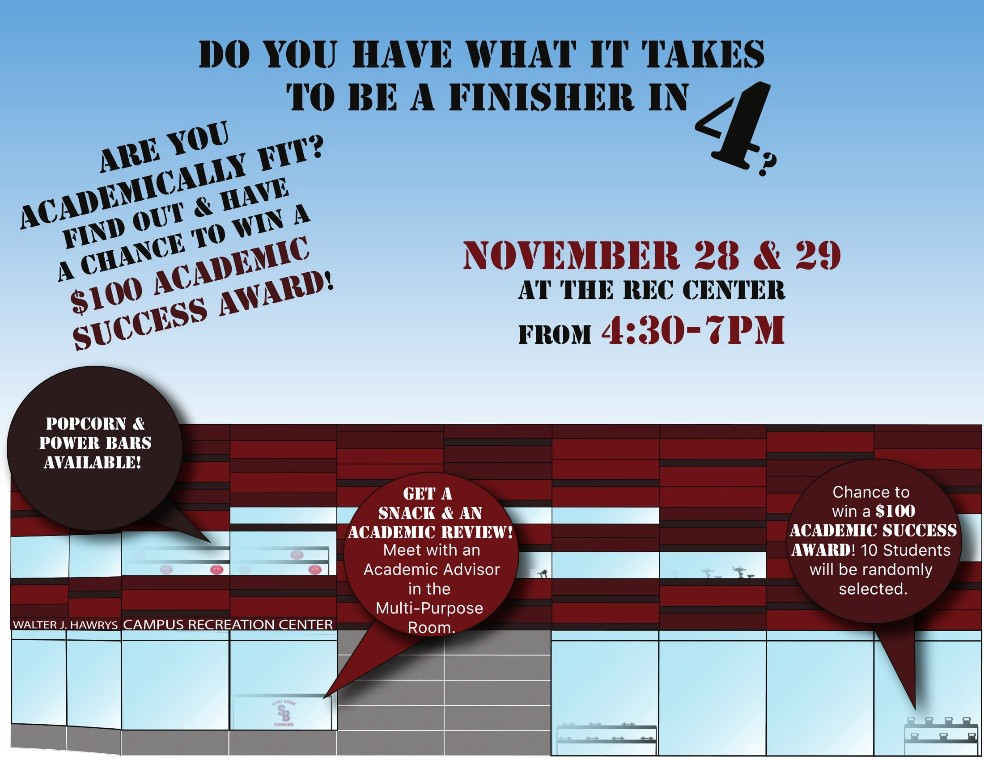 DO YOU HAVE WHAT IT TAKES
TO BE A FINISHER IN 4?
ARE YOU
ACADEMICALLY FIT?
FIND OUT & HAVE
A CHANCE TO WIN A
$100 ACADEMIC
SUCCESS AWARD!
NOVEMBER 28 & 29
AT THE REC CENTER
FROM 4:30-7PM
POPCORN &
POWER BARS
AVAILABLE!
GET A
SNACK & AN
ACADEMIC REVIEW!
Meet with an
Academic Advisor
in the
Multi-Purpose
Room.
Chance to
win a $100
ACADEMIC SUCCESS
AWARD! 10 Students
will be randomly
selected.
WALTER J. HAWRYS CAMPUS RECREATION CENTER
SB